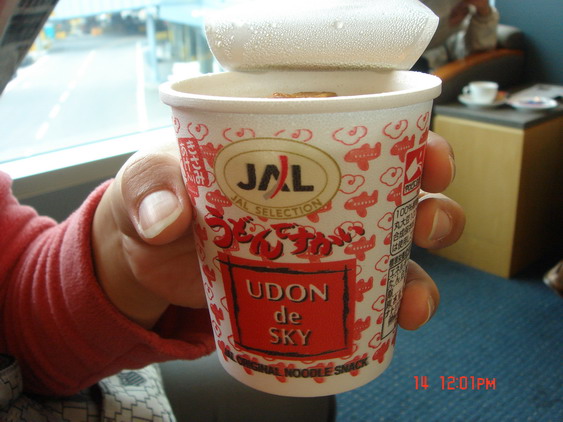 JAL
JAL SELECTION
うどんですかい
UDON
de
SKY
JAL ORIGINAL NOODLE SNACK
14 12:01PM